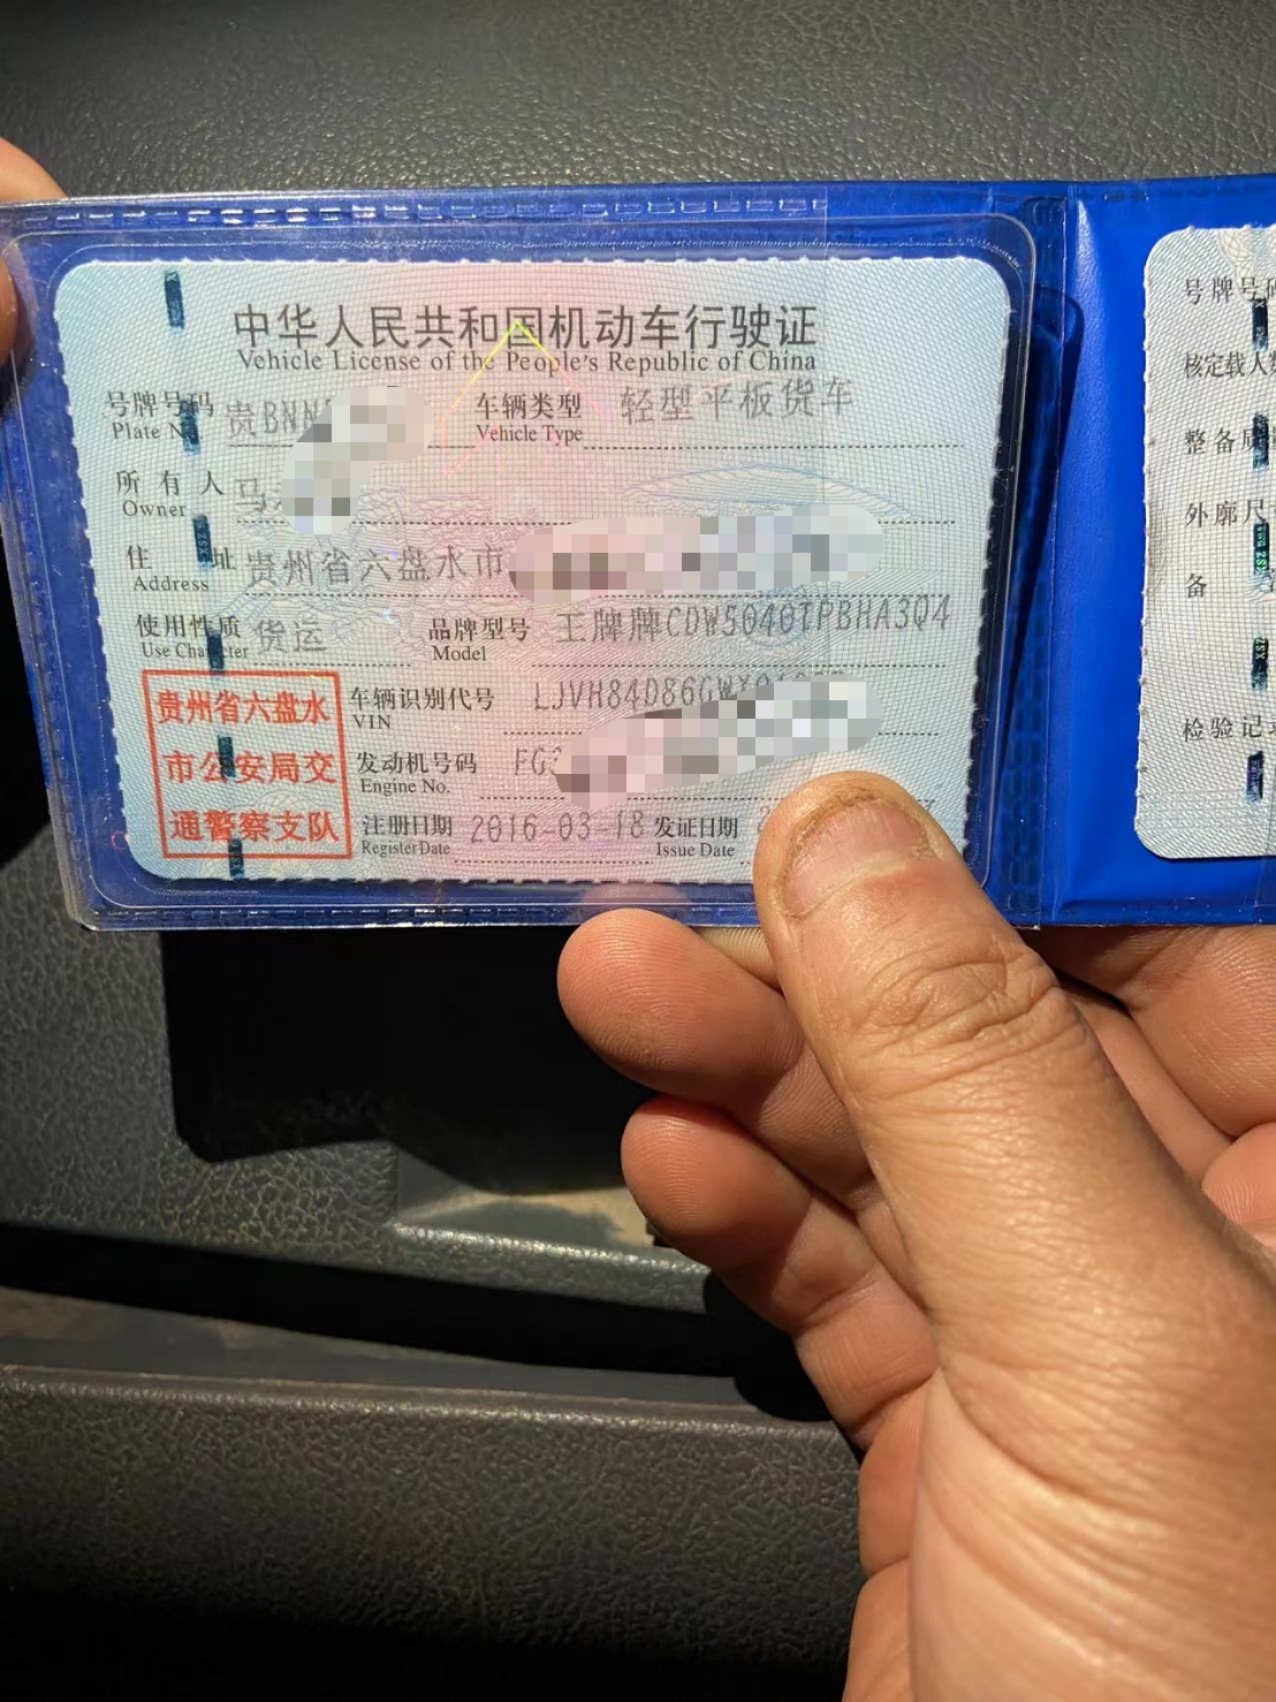 中华人民共和国机动车行驶证
Vehicle License of the People's Republic of China
号牌号码 贵BNN 车辆类型 轻型平板货车
Plate No. Vehicle Type
所有人 马
Owner
住址 贵州省六盘水市
Address
使用性质 货运 品牌型号 王牌牌CDW5040TPBHA3Q4
Use Character Model
贵州省六盘水
市公安局交
通警察支队
车辆识别代号 LJVH84D86GW
VIN
发动机号码 FG3
Engine No.
注册日期 2016-03-18 发证日期
Register Date Issue Date
号牌号码
核定载人数
整备
外廓尺
备
检验记录